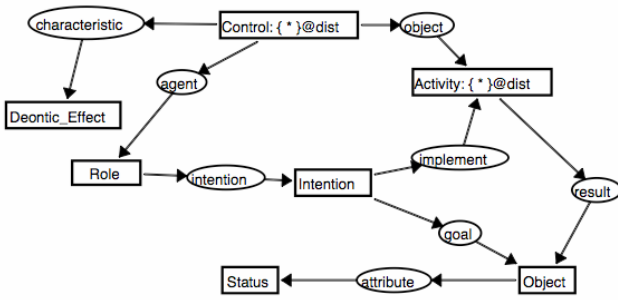 characteristic
Control: { * }@dist
object
agent
Activity: { * }@dist
Deontic_Effect
Role
intention
Intention
implement
result
goal
Status
attribute
Object